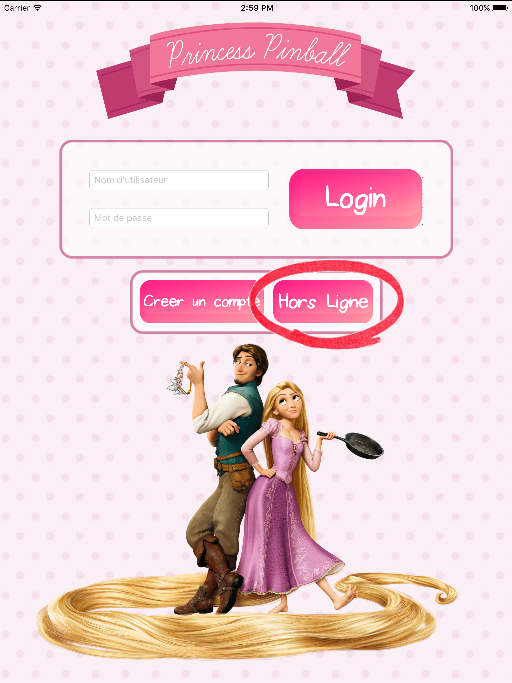 Carrier 2:59 PM 100%
Princess Pinball
Nom d'utilisateur
Login
Mot de passe
Creer un compte Hors Ligne